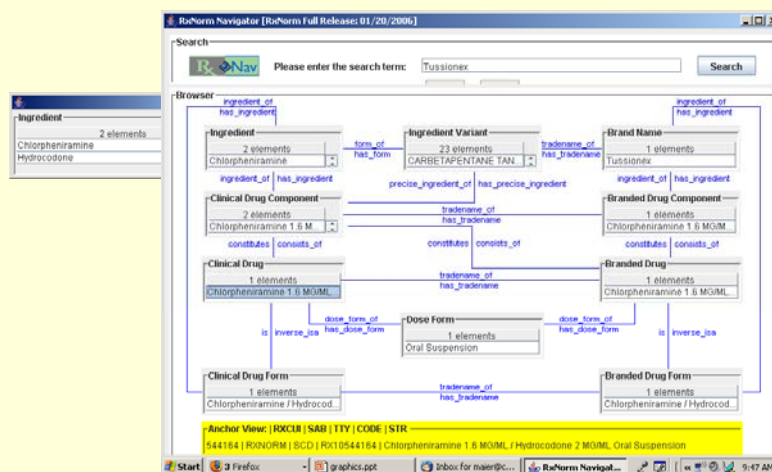 RxNorm Navigator [RxNorm Full Release: 01/20/2006]
Search
Rx Nav
Please enter the search term:
Tussionex
Search
Browser
ingredient_of
has_ingredient
ingredient_of
has_ingredient
Ingredient
2 elements
Chlorpheniramine
Hydrocodone
Ingredient
2 elements
Chlorpheniramine
form_of
has_form
Ingredient Variant
23 elements
CARBETAPENTANE TAN...
tradename_of
has_tradename
Brand Name
1 elements
Tussionex
ingredient_of has_ingredient
precise_ingredient_of has_precise_ingredient
ingredient_of has_ingredient
Clinical Drug Component
2 elements
Chlorpheniramine 1.6 M...
tradename_of
has_tradename
Branded Drug Component
1 elements
Chlorpheniramine 1.6 MG/M...
constitutes consists_of
constitutes consists_of
constitutes consists_of
Clinical Drug
1 elements
Chlorpheniramine 1.6 MG/ML
tradename_of
has_tradename
Branded Drug
1 elements
Chlorpheniramine 1.6 MG/ML
dose_form_of
has_dose_form
Dose Form
1 elements
Oral Suspension
dose_form_of
has_dose_form
is inverse_isa
is inverse_isa
Clinical Drug Form
1 elements
Chlorpheniramine / Hydrocod...
tradename_of
has_tradename
Branded Drug Form
1 elements
Chlorpheniramine / Hydrocod...
Anchor View: | RXCUI | SAB | TTY | CODE | STR
544164 | RXNORM | SCD | RX10544164 | Chlorpheniramine 1.6 MG/ML / Hydrocodone 2 MG/ML Oral Suspension
Start
3 Firefox
graphics.ppt
Inbox for maier@c...
RxNorm Navigat...
9:47 AM